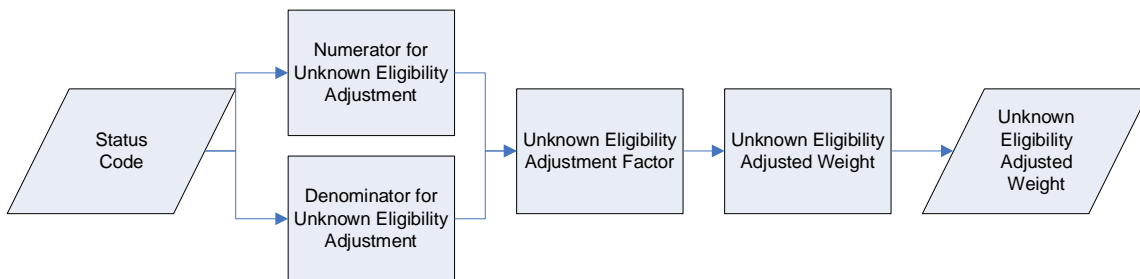 Status
Code
Numerator for
Unknown Eligibility
Adjustment
Denominator for
Unknown Eligibility
Adjustment
Unknown Eligibility
Adjustment Factor
Unknown Eligibility
Adjusted Weight
Unknown
Eligibility
Adjusted
Weight